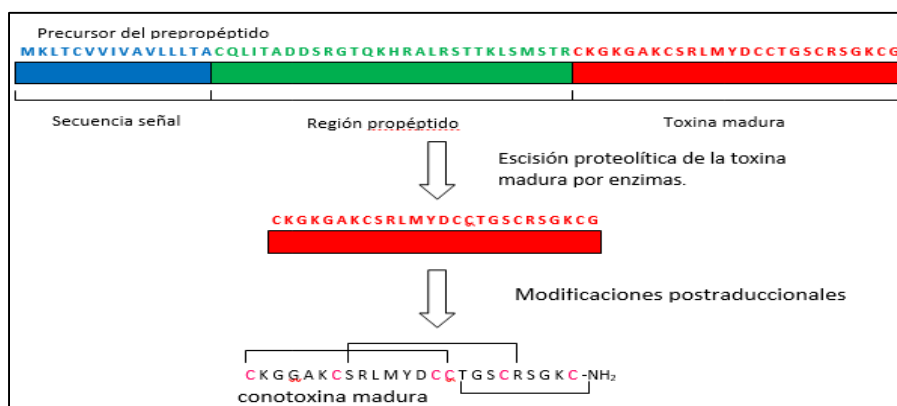 Precursor del prepropéptido
MKLTCVVIVAVLLLTACQLITADDSRGTQKHRALRSTTKLSMSTRCKGKGAKCSRLMYDCCTGSCRSGKCG
Secuencia señal Región propéptido Toxina madura
Escisión proteolítica de la toxina
madura por enzimas.
CKGKGAKCSRLMYDCCTGSCRSGKCG
Modificaciones postraduccionales
CKGGAKCSRLMYDCCTGSCRSGKC-NH₂
conotoxina madura